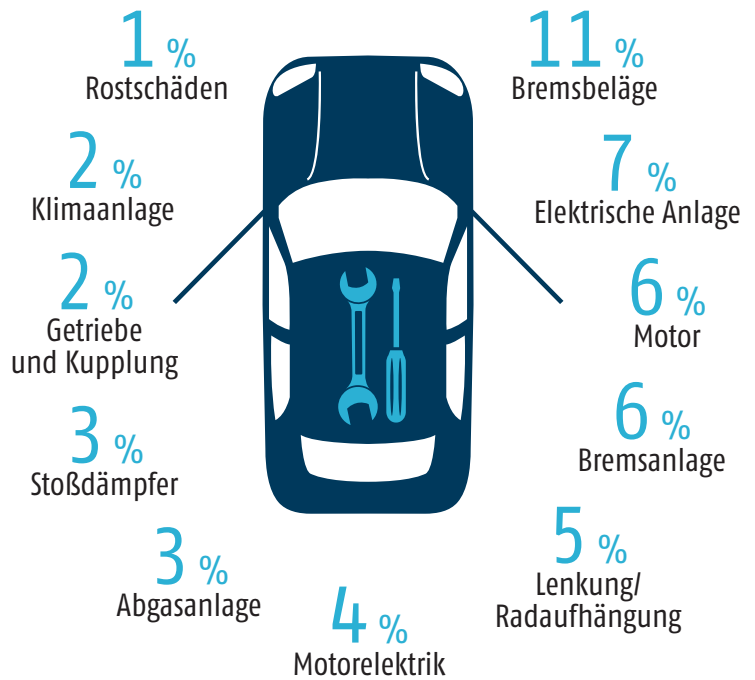 1 %
Rostschäden
11 %
Bremsbeläge
2 %
Klimaanlage
7 %
Elektrische Anlage
2 %
Getriebe
und Kupplung
6 %
Motor
3 %
Stoßdämpfer
6 %
Bremsanlage
3 %
Abgasanlage
5 %
Lenkung/
Radaufhängung
4 %
Motorelektrik